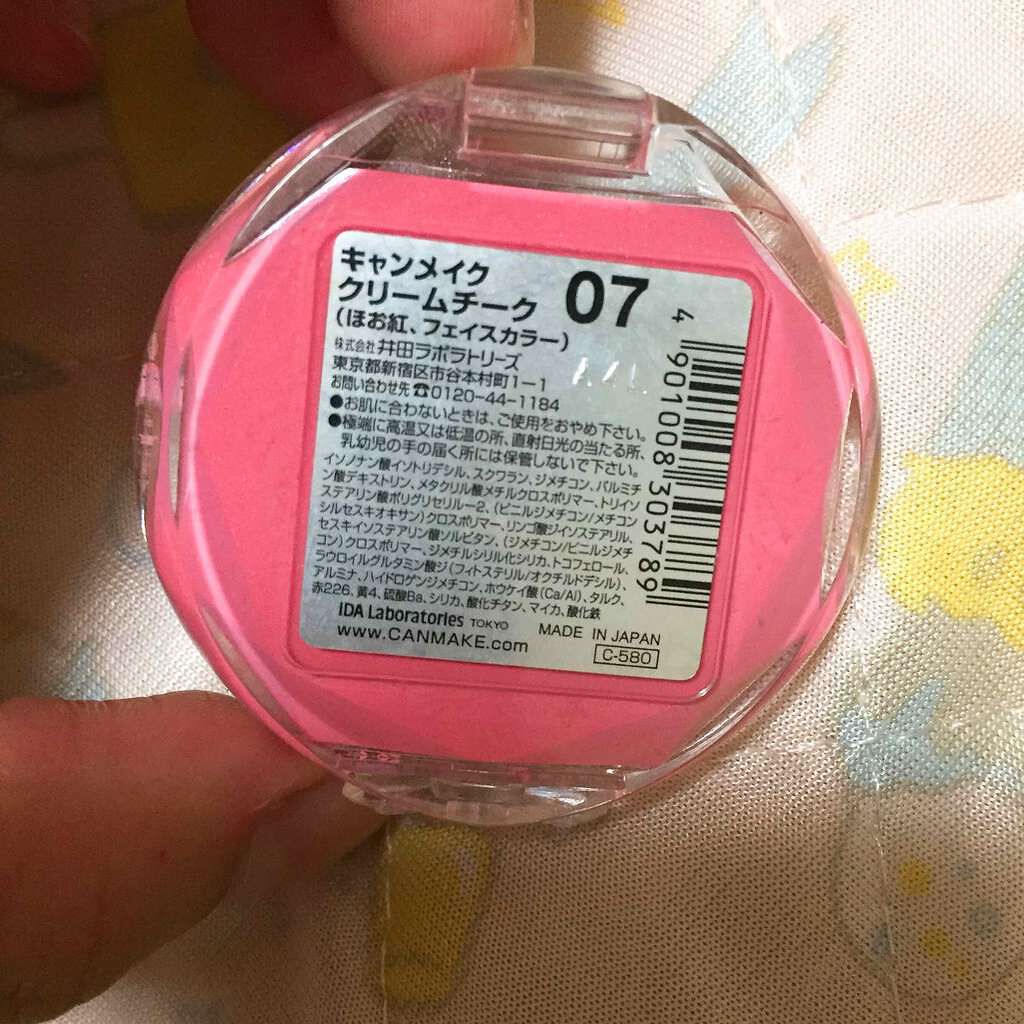 キャンメイク
クリームチーク
07
(ほお紅、フェイスカラー)
株式会社 井田ラボラトリーズ
東京都新宿区市谷本村町1−1
お問い合わせ先☎0120−44−1184
●お肌に合わないときは、ご使用をおやめ下さい。
●極端に高温又は低温の所、直射日光の当たる所、
乳幼児の手の届く所には保管しないで下さい。
イソノナン酸イソトリデシル、スクワラン、ジメチコン、パルミチ
ン酸デキストリン、メタクリル酸メチルクロスポリマー、トリイソ
ステアリン酸ポリグリセリル−2、(ビニルジメチコン/メチコン
シルセスキオキサン)クロスポリマー、リンゴ酸ジイソステアリル、
セスキイソステアリン酸ソルビタン、(ジメチコン/ビニルジメチ
コン)クロスポリマー、ジメチルシリル化シリカ、トコフェロール、
ラウロイルグルタミン酸ジ(フィトステリル/オクチルドデシル)、
アルミナ、ハイドロゲンジメチコン、ホウケイ酸(Ca/Al)、タルク、
赤226、黄4、硫酸Ba、シリカ、酸化チタン、マイカ、酸化鉄
IDA Laboratories TOKYO
www.CANMAKE.com
MADE IN JAPAN
C-580
4 901008 303789